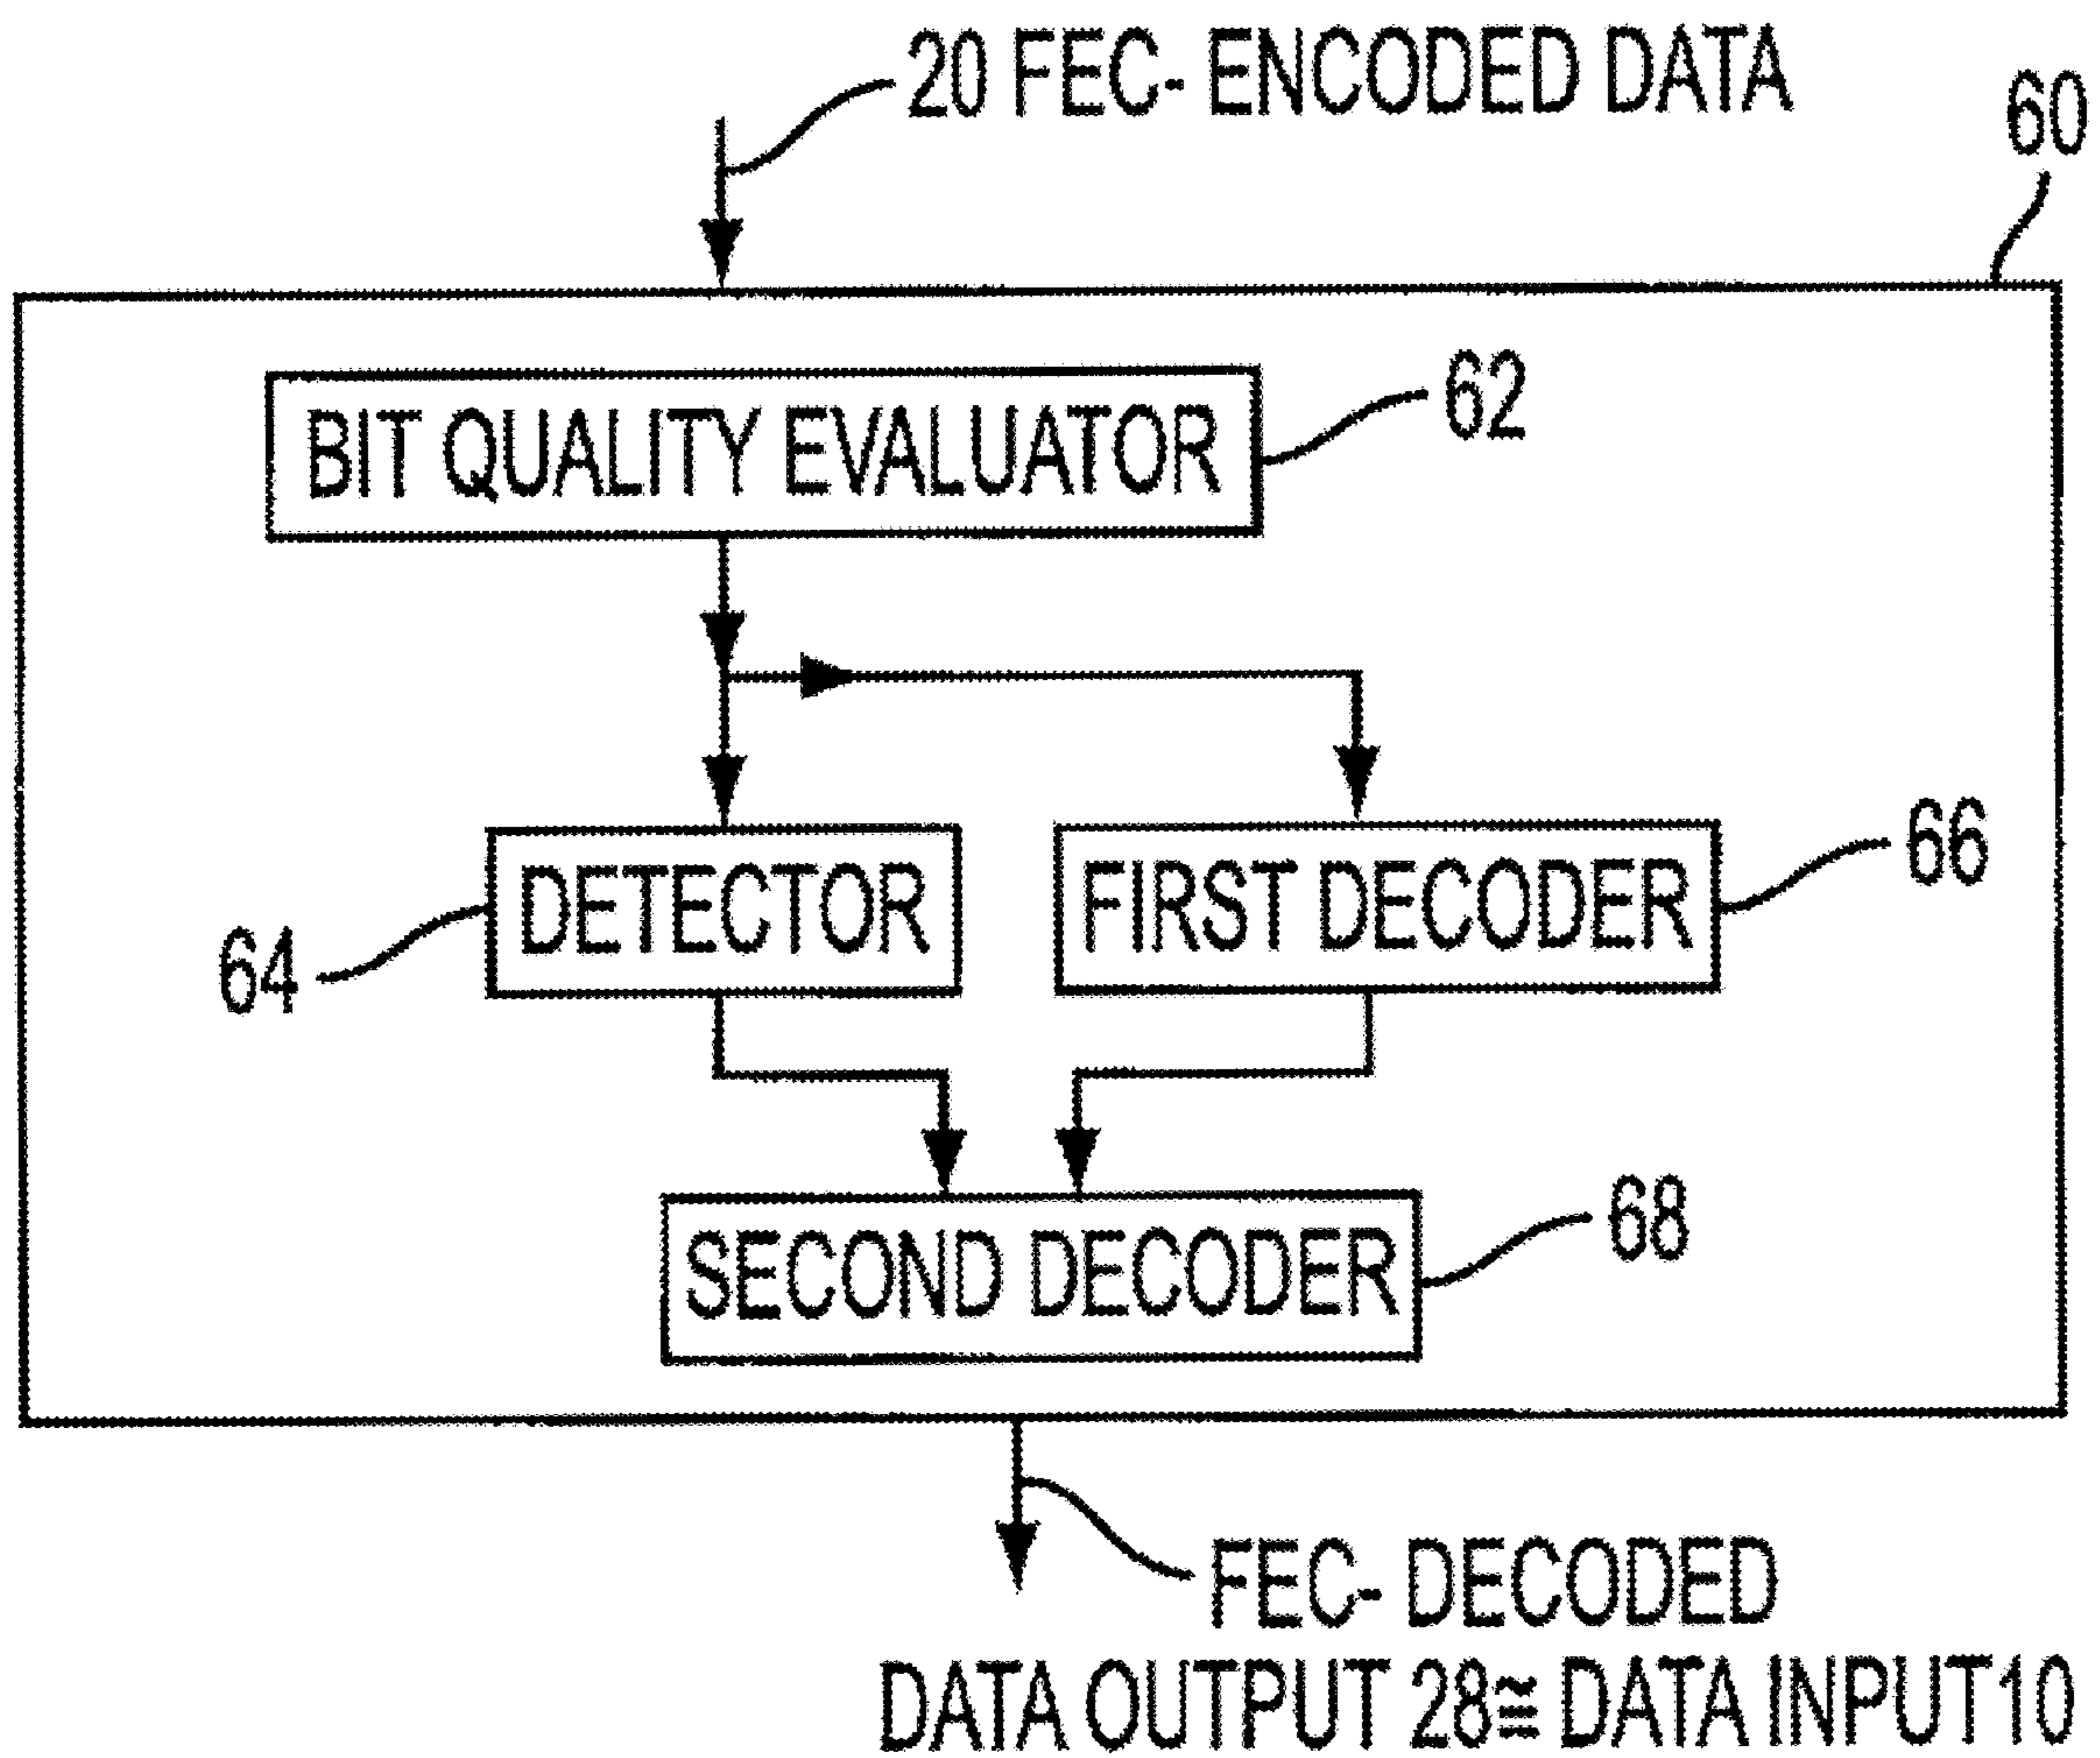 20 FEC- ENCODED DATA
60
BIT QUALITY EVALUATOR
62
DETECTOR
64
FIRST DECODER
66
SECOND DECODER
68
FEC- DECODED
DATA OUTPUT 28≅ DATA INPUT10